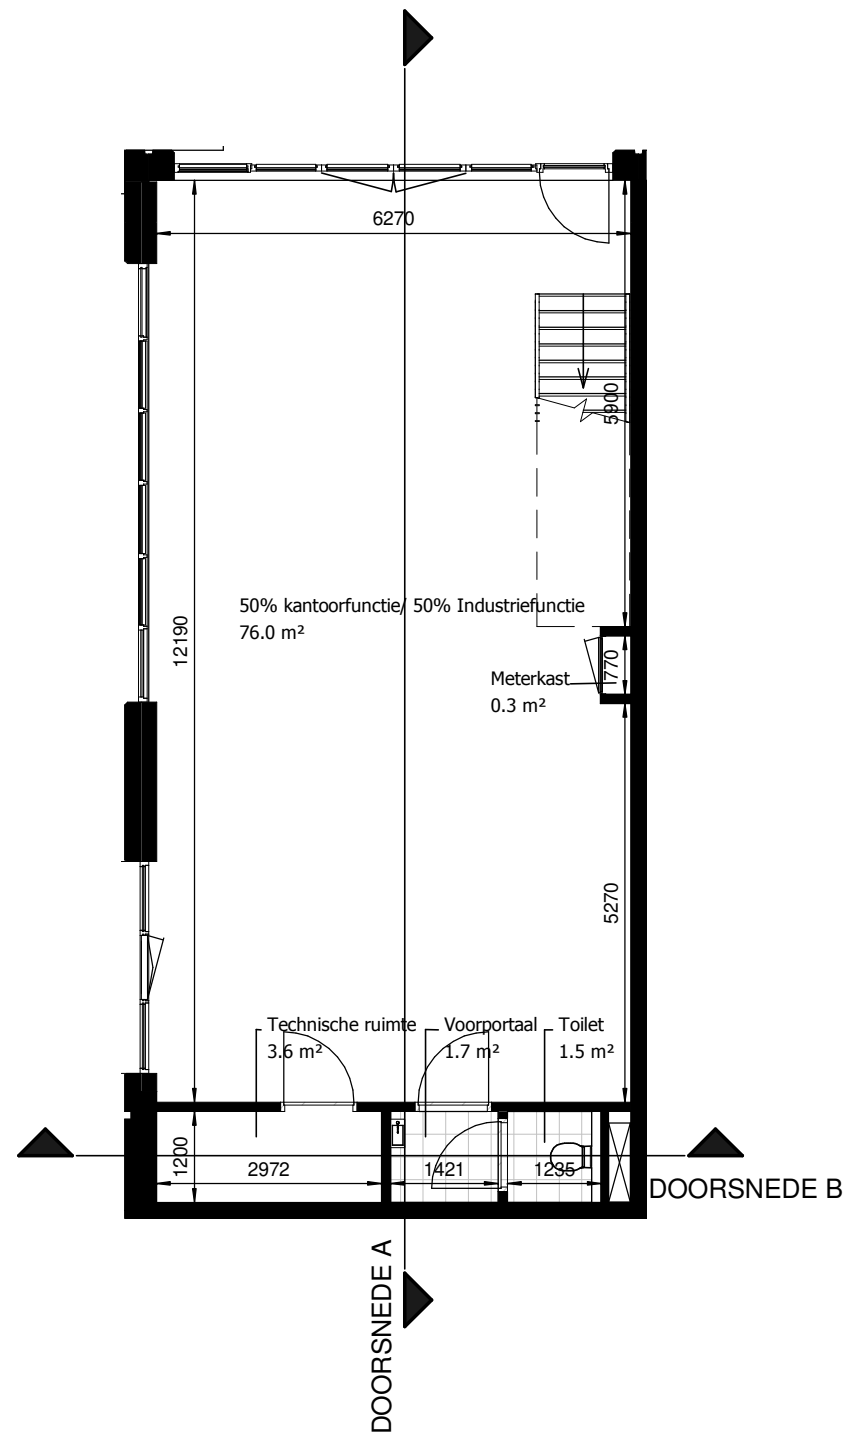 6270
5900
50% kantoorfunctie/ 50% Industriefunctie
76.0 m²
12190
770
Meterkast
0.3 m²
5270
Technische ruimte
3.6 m²
Voorportaal
1.7 m²
Toilet
1.5 m²
1200
2972
1421
1235
DOORSNEDE B
DOORSNEDE A